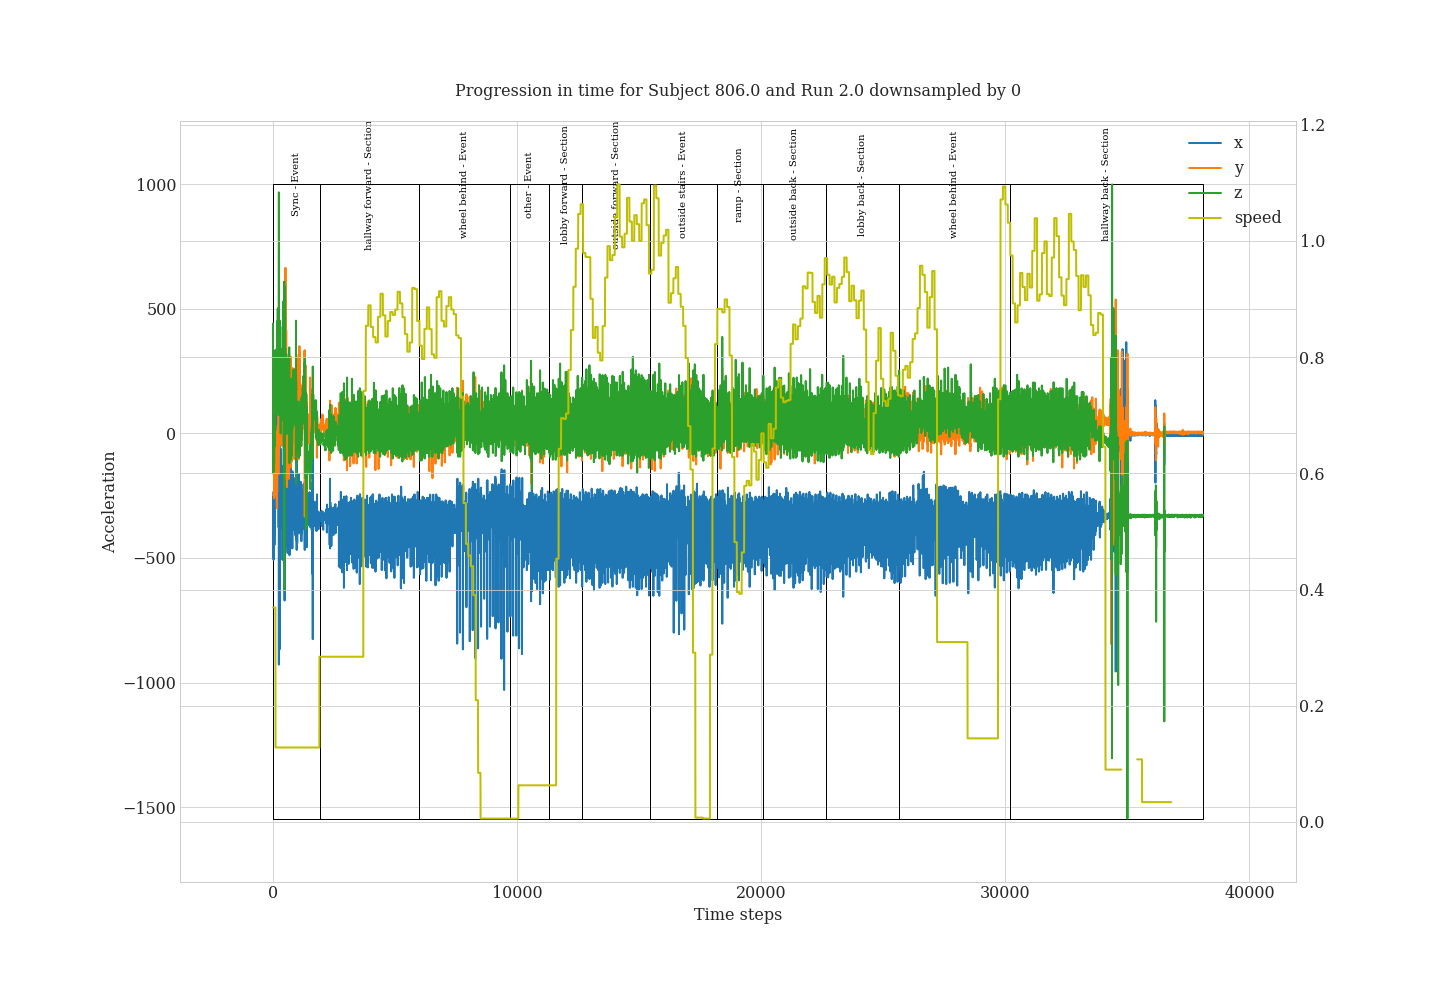 Progression in time for Subject 806.0 and Run 2.0 downsampled by 0
Sync - Event
hallway forward - Section
wheel behind - Event
other - Event
lobby forward - Section
outside forward - Section
outside stairs - Event
ramp - Section
outside back - Section
lobby back - Section
wheel behind - Event
hallway back - Section
x
y
z
speed
1000
500
0
−500
−1000
−1500
Acceleration
1.2
1.0
0.8
0.6
0.4
0.2
0.0
0
10000
20000
30000
40000
Time steps